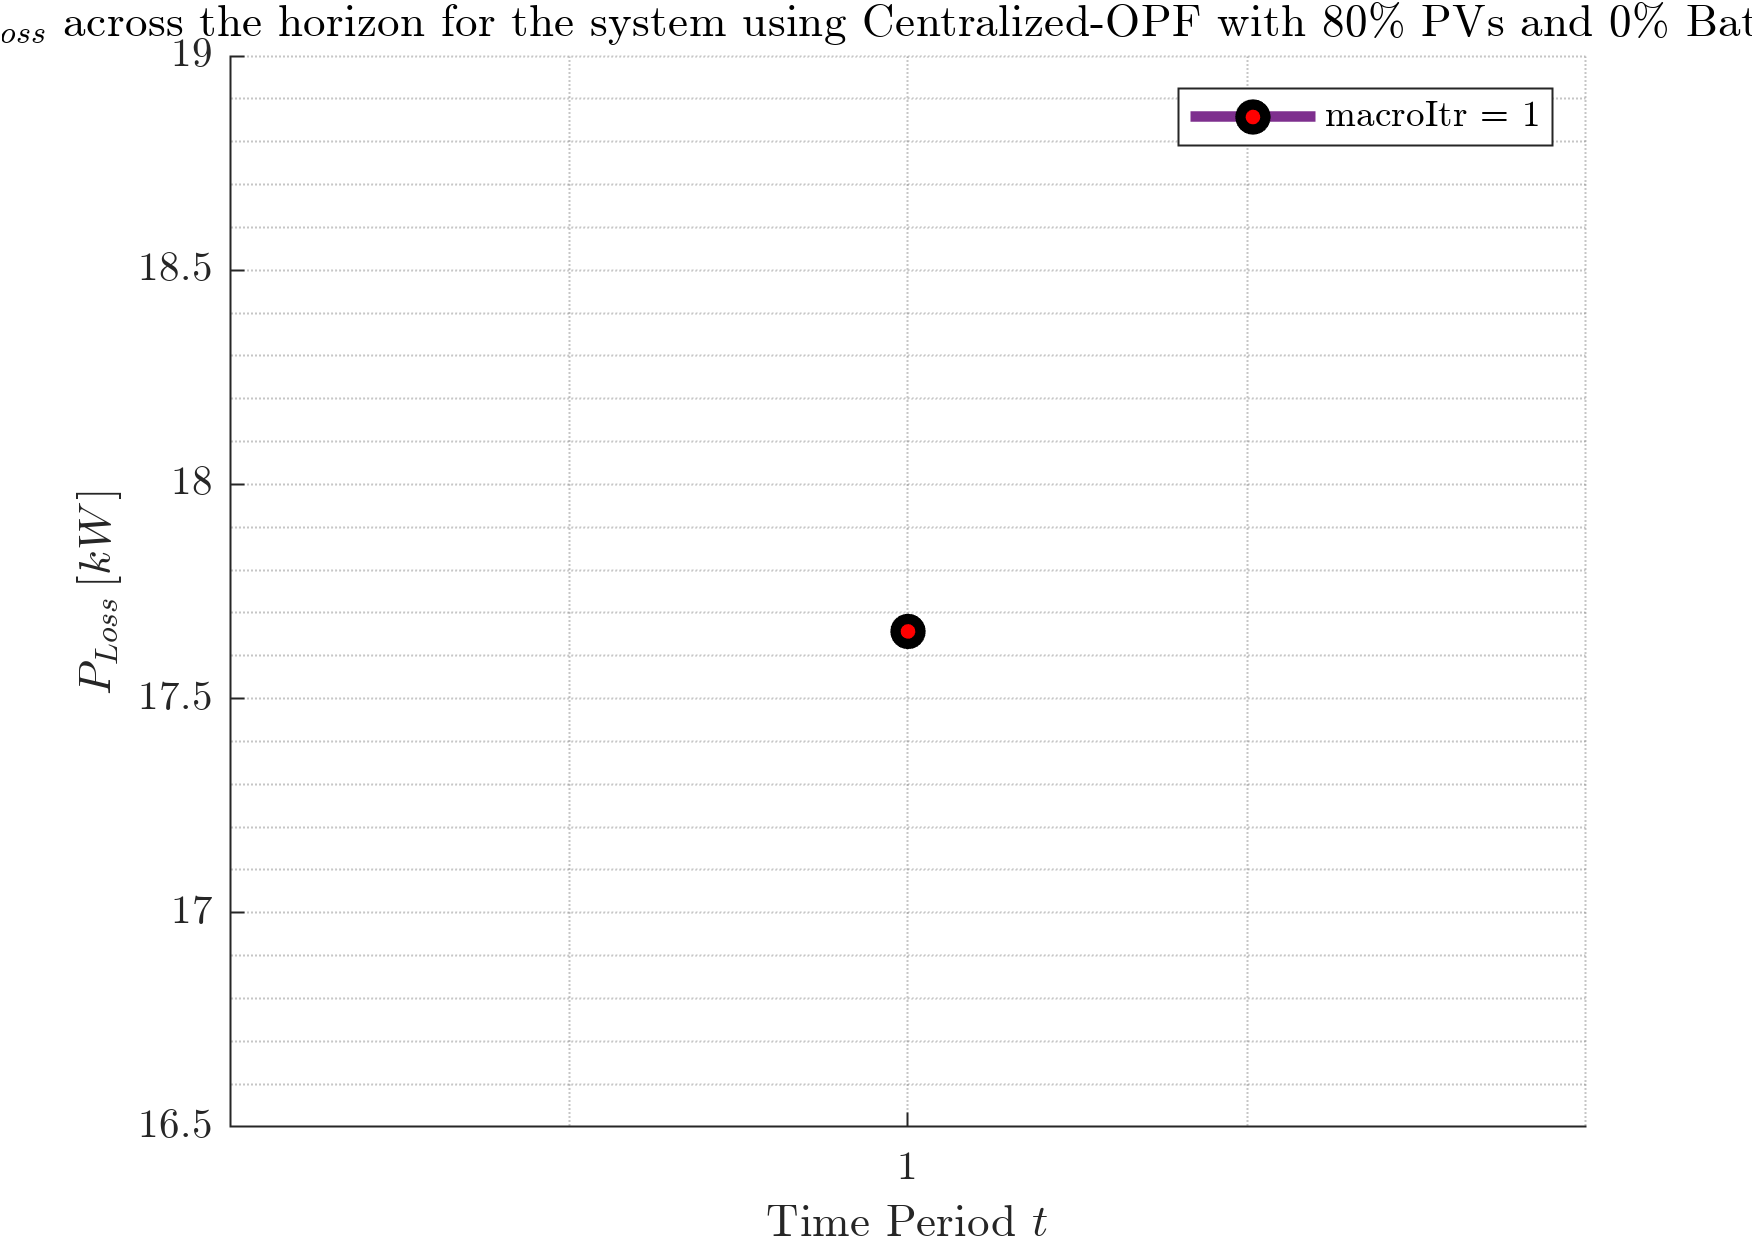 oss across the horizon for the system using Centralized-OPF with 80% PVs and 0% Bat
19
macroItr = 1
18.5
18
P_Loss [kW]
17.5
17
16.5
1
Time Period t